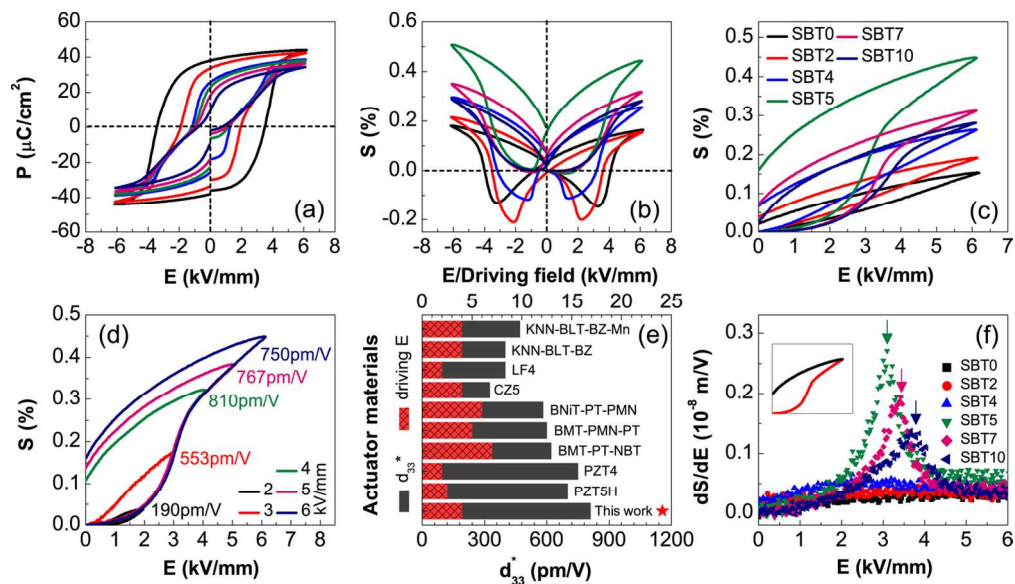 60
40
20
0
-20
-40
-60
P (μC/cm²)
-8 -6 -4 -2 0 2 4 6 8
E (kV/mm)
(a)
0.6
0.4
0.2
0.0
-0.2
S (%)
-8 -6 -4 -2 0 2 4 6 8
E/Driving field (kV/mm)
(b)
0.5
0.4
0.3
0.2
0.1
0.0
S (%)
SBT0 SBT7
SBT2 SBT10
SBT4
SBT5
0 1 2 3 4 5 6 7
E (kV/mm)
(c)
(d)
0.5
0.4
0.3
0.2
0.1
0.0
S (%)
750pm/V
767pm/V
810pm/V
553pm/V
190pm/V
4
2 5
3 6 kV/mm
0 1 2 3 4 5 6 7
E (kV/mm)
0 5 10 15 20 25
(e)
Actuator materials
d*33 driving E
KNN-BLT-BZ-Mn
KNN-BLT-BZ
LF4
CZ5
BNiT-PT-PMN
BMT-PMN-PT
BMT-PT-NBT
PZT4
PZT5H
This work ★
300 600 900 1200
d*33 (pm/V)
(f)
0.3
0.2
0.1
0.0
dS/dE (10⁻⁸ m/V)
SBT0
SBT2
SBT4
SBT5
SBT7
SBT10
0 1 2 3 4 5 6
E (kV/mm)